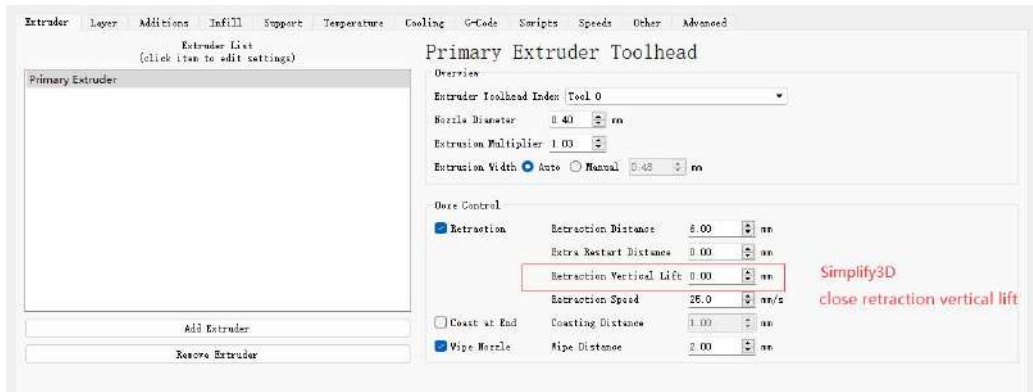 Extruder Layer Additions Infill Support Temperature Cooling G-Code Scripts Speeds Other Advanced
Extruder List
(click item to edit settings)
Primary Extruder
Add Extruder
Remove Extruder
Primary Extruder Toolhead
Overview
Extruder Toolhead Index Tool 0
Nozzle Diameter 0.40 mm
Extrusion Multiplier 1.03
Extrusion Width Auto Manual 0.48 mm
Ooze Control
Retraction Retraction Distance 6.00 mm
Extra Restart Distance 0.00 mm
Retraction Vertical Lift 0.00 mm
Retraction Speed 25.0 mm/s
Coast at End Coasting Distance 1.00 mm
Wipe Nozzle Wipe Distance 2.00 mm
Simplify3D
close retraction vertical lift